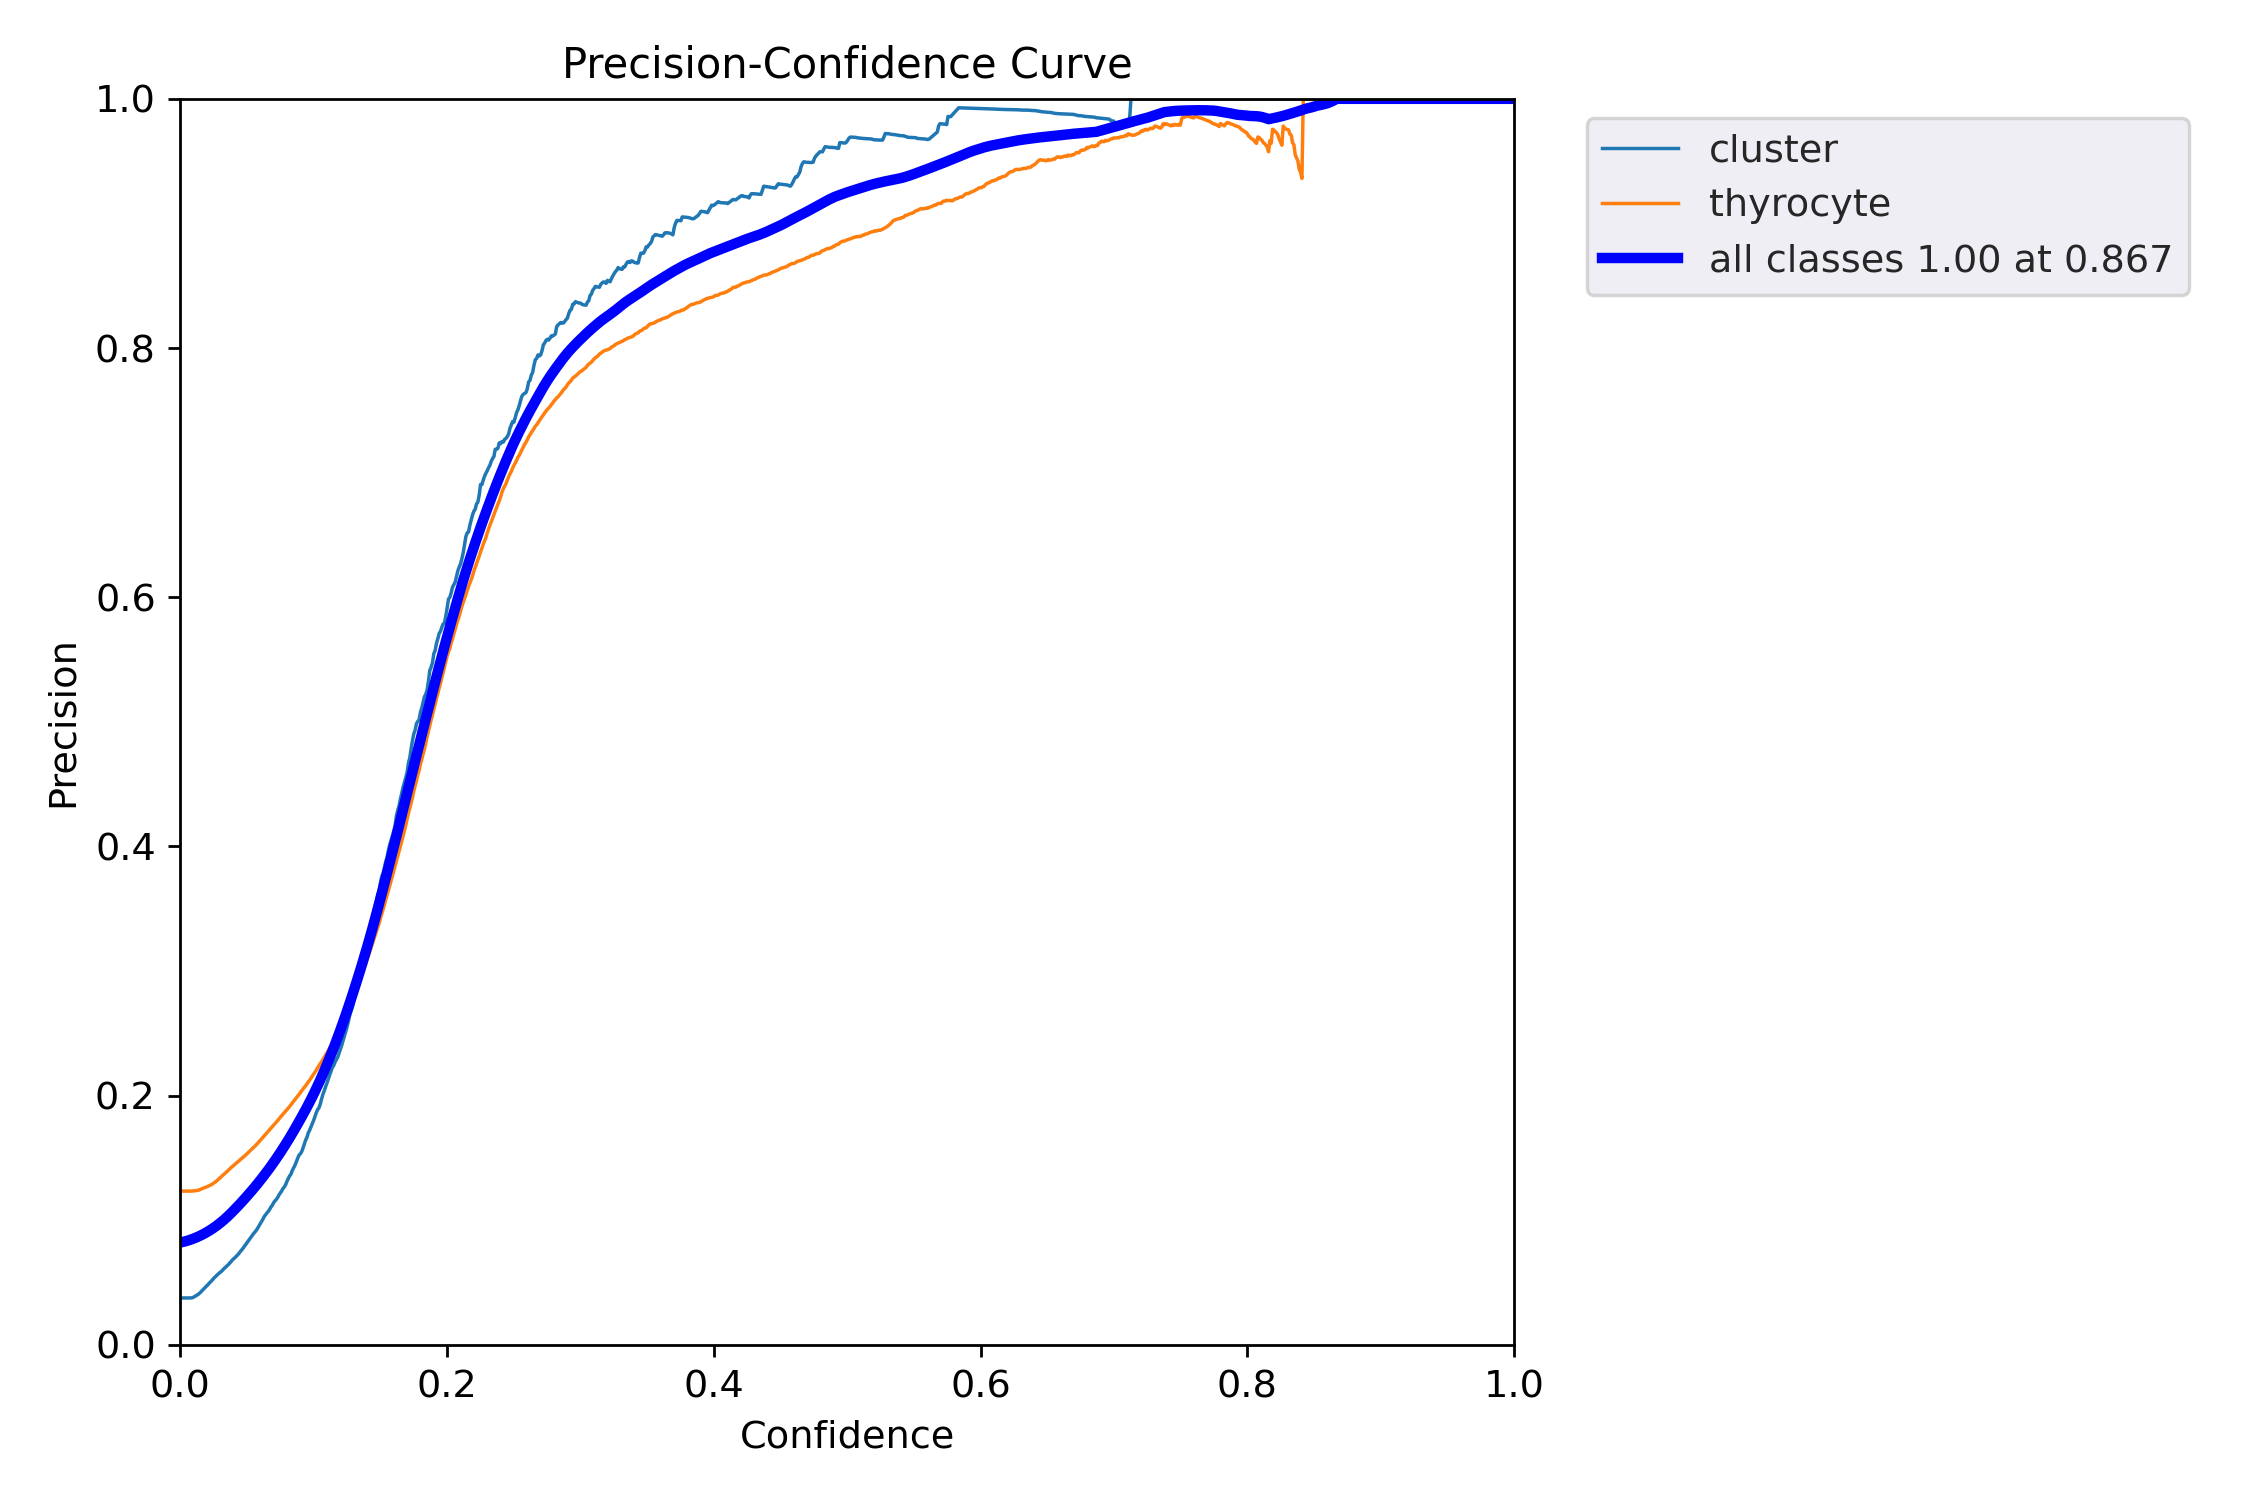 Precision-Confidence Curve
1.0
0.8
0.6
0.4
0.2
0.0
Precision
0.0 0.2 0.4 0.6 0.8 1.0
Confidence
cluster
thyrocyte
all classes 1.00 at 0.867